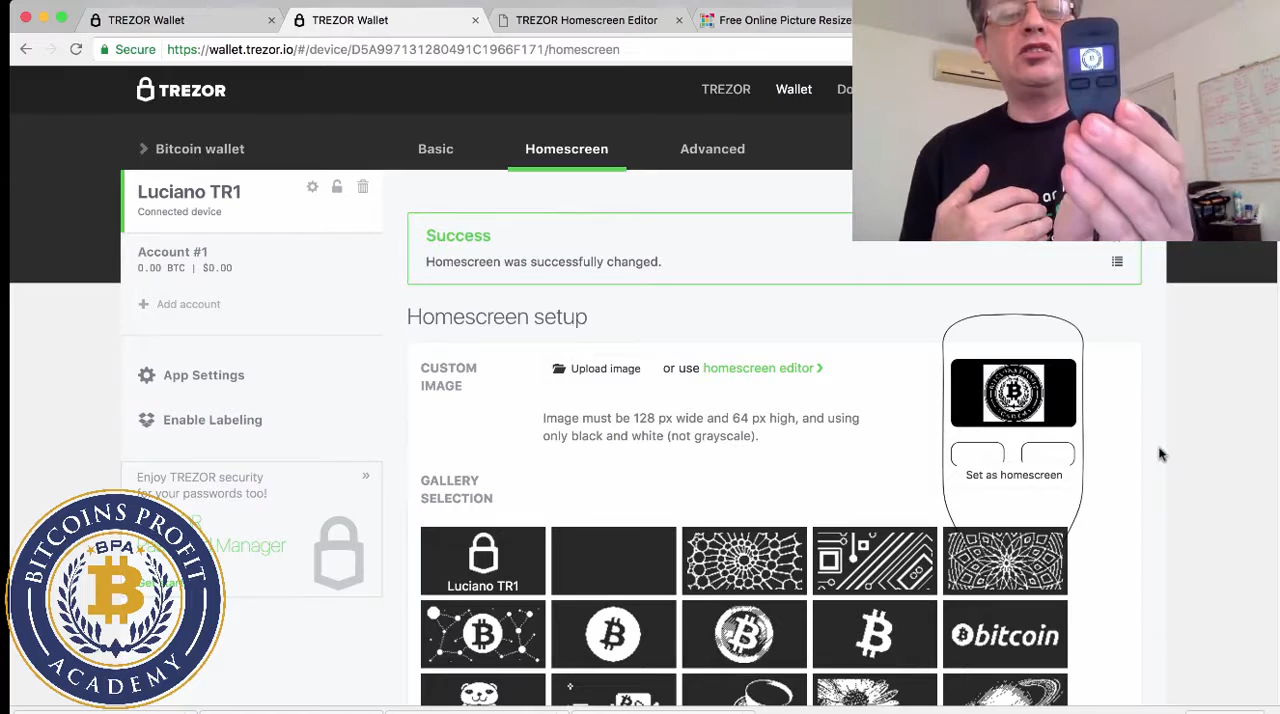 TREZOR Wallet
TREZOR Wallet
TREZOR Homescreen Editor
Free Online Picture Resize
Secure
https://wallet.trezor.io/#/device/D5A997131280491C1966F171/homescreen
TREZOR
TREZOR
Wallet
Do
Bitcoin wallet
Basic
Homescreen
Advanced
Luciano TR1
Connected device
Account #1
0.00 BTC | $0.00
Add account
App Settings
Enable Labeling
Enjoy TREZOR security
for your passwords too!
Manager
Success
Homescreen was successfully changed.
Homescreen setup
CUSTOM
IMAGE
Upload image
or use homescreen editor
Image must be 128 px wide and 64 px high, and using
only black and white (not grayscale).
BITCOINS PROFIT
ACADEMY
Set as homescreen
GALLERY
SELECTION
Luciano TR1
bitcoin
BITCOINS PROFIT
BPA
ACADEMY